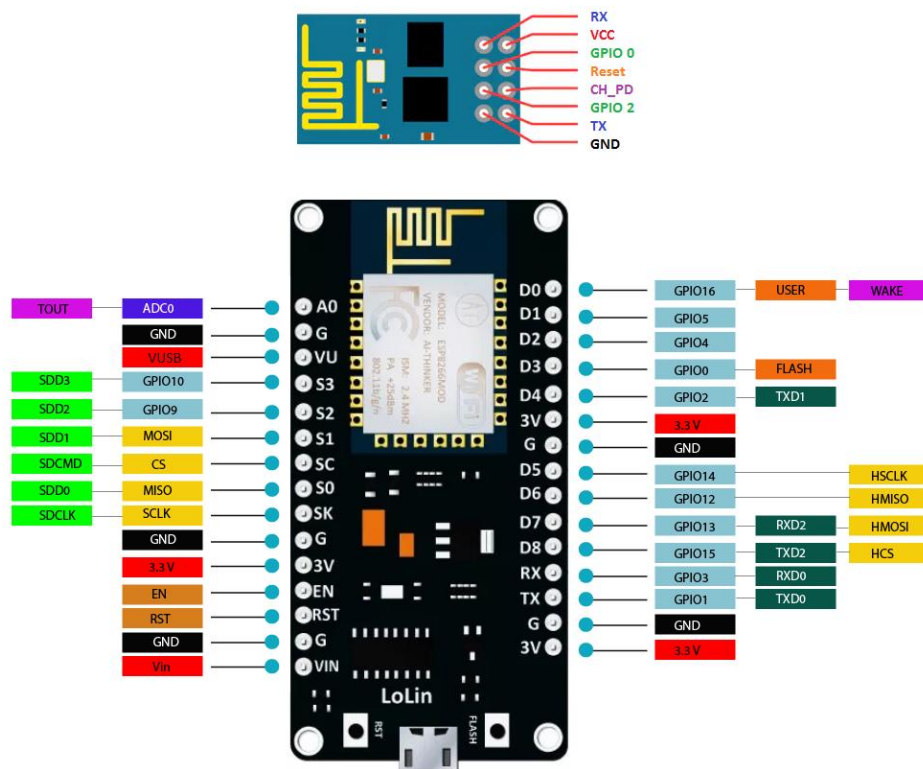 RX
VCC
GPIO 0
Reset
CH_PD
GPIO 2
TX
GND
TOUT ADC0 A0
GND G
VUSB VU
SDD3 GPIO10 S3
SDD2 GPIO9 S2
SDD1 MOSI S1
SDCMD CS SC
SDD0 MISO S0
SDCLK SCLK SK
GND G
3.3 V 3V
EN EN
RST RST
GND G
Vin VIN
MODEL: ESP8266MOD
VENDOR: AI-THINKER
ISM: 2.4 MHZ
PA +25dBm
802.11b/g/n
FCC
WiFi
D0 GPIO16 USER WAKE
D1 GPIO5
D2 GPIO4
D3 GPIO0 FLASH
D4 GPIO2 TXD1
3V 3.3 V
G GND
D5 GPIO14 HSCLK
D6 GPIO12 HMISO
D7 GPIO13 RXD2 HMOSI
D8 GPIO15 TXD2 HCS
RX GPIO3 RXD0
TX GPIO1 TXD0
G GND
3V 3.3 V
LoLin
RST
FLASH